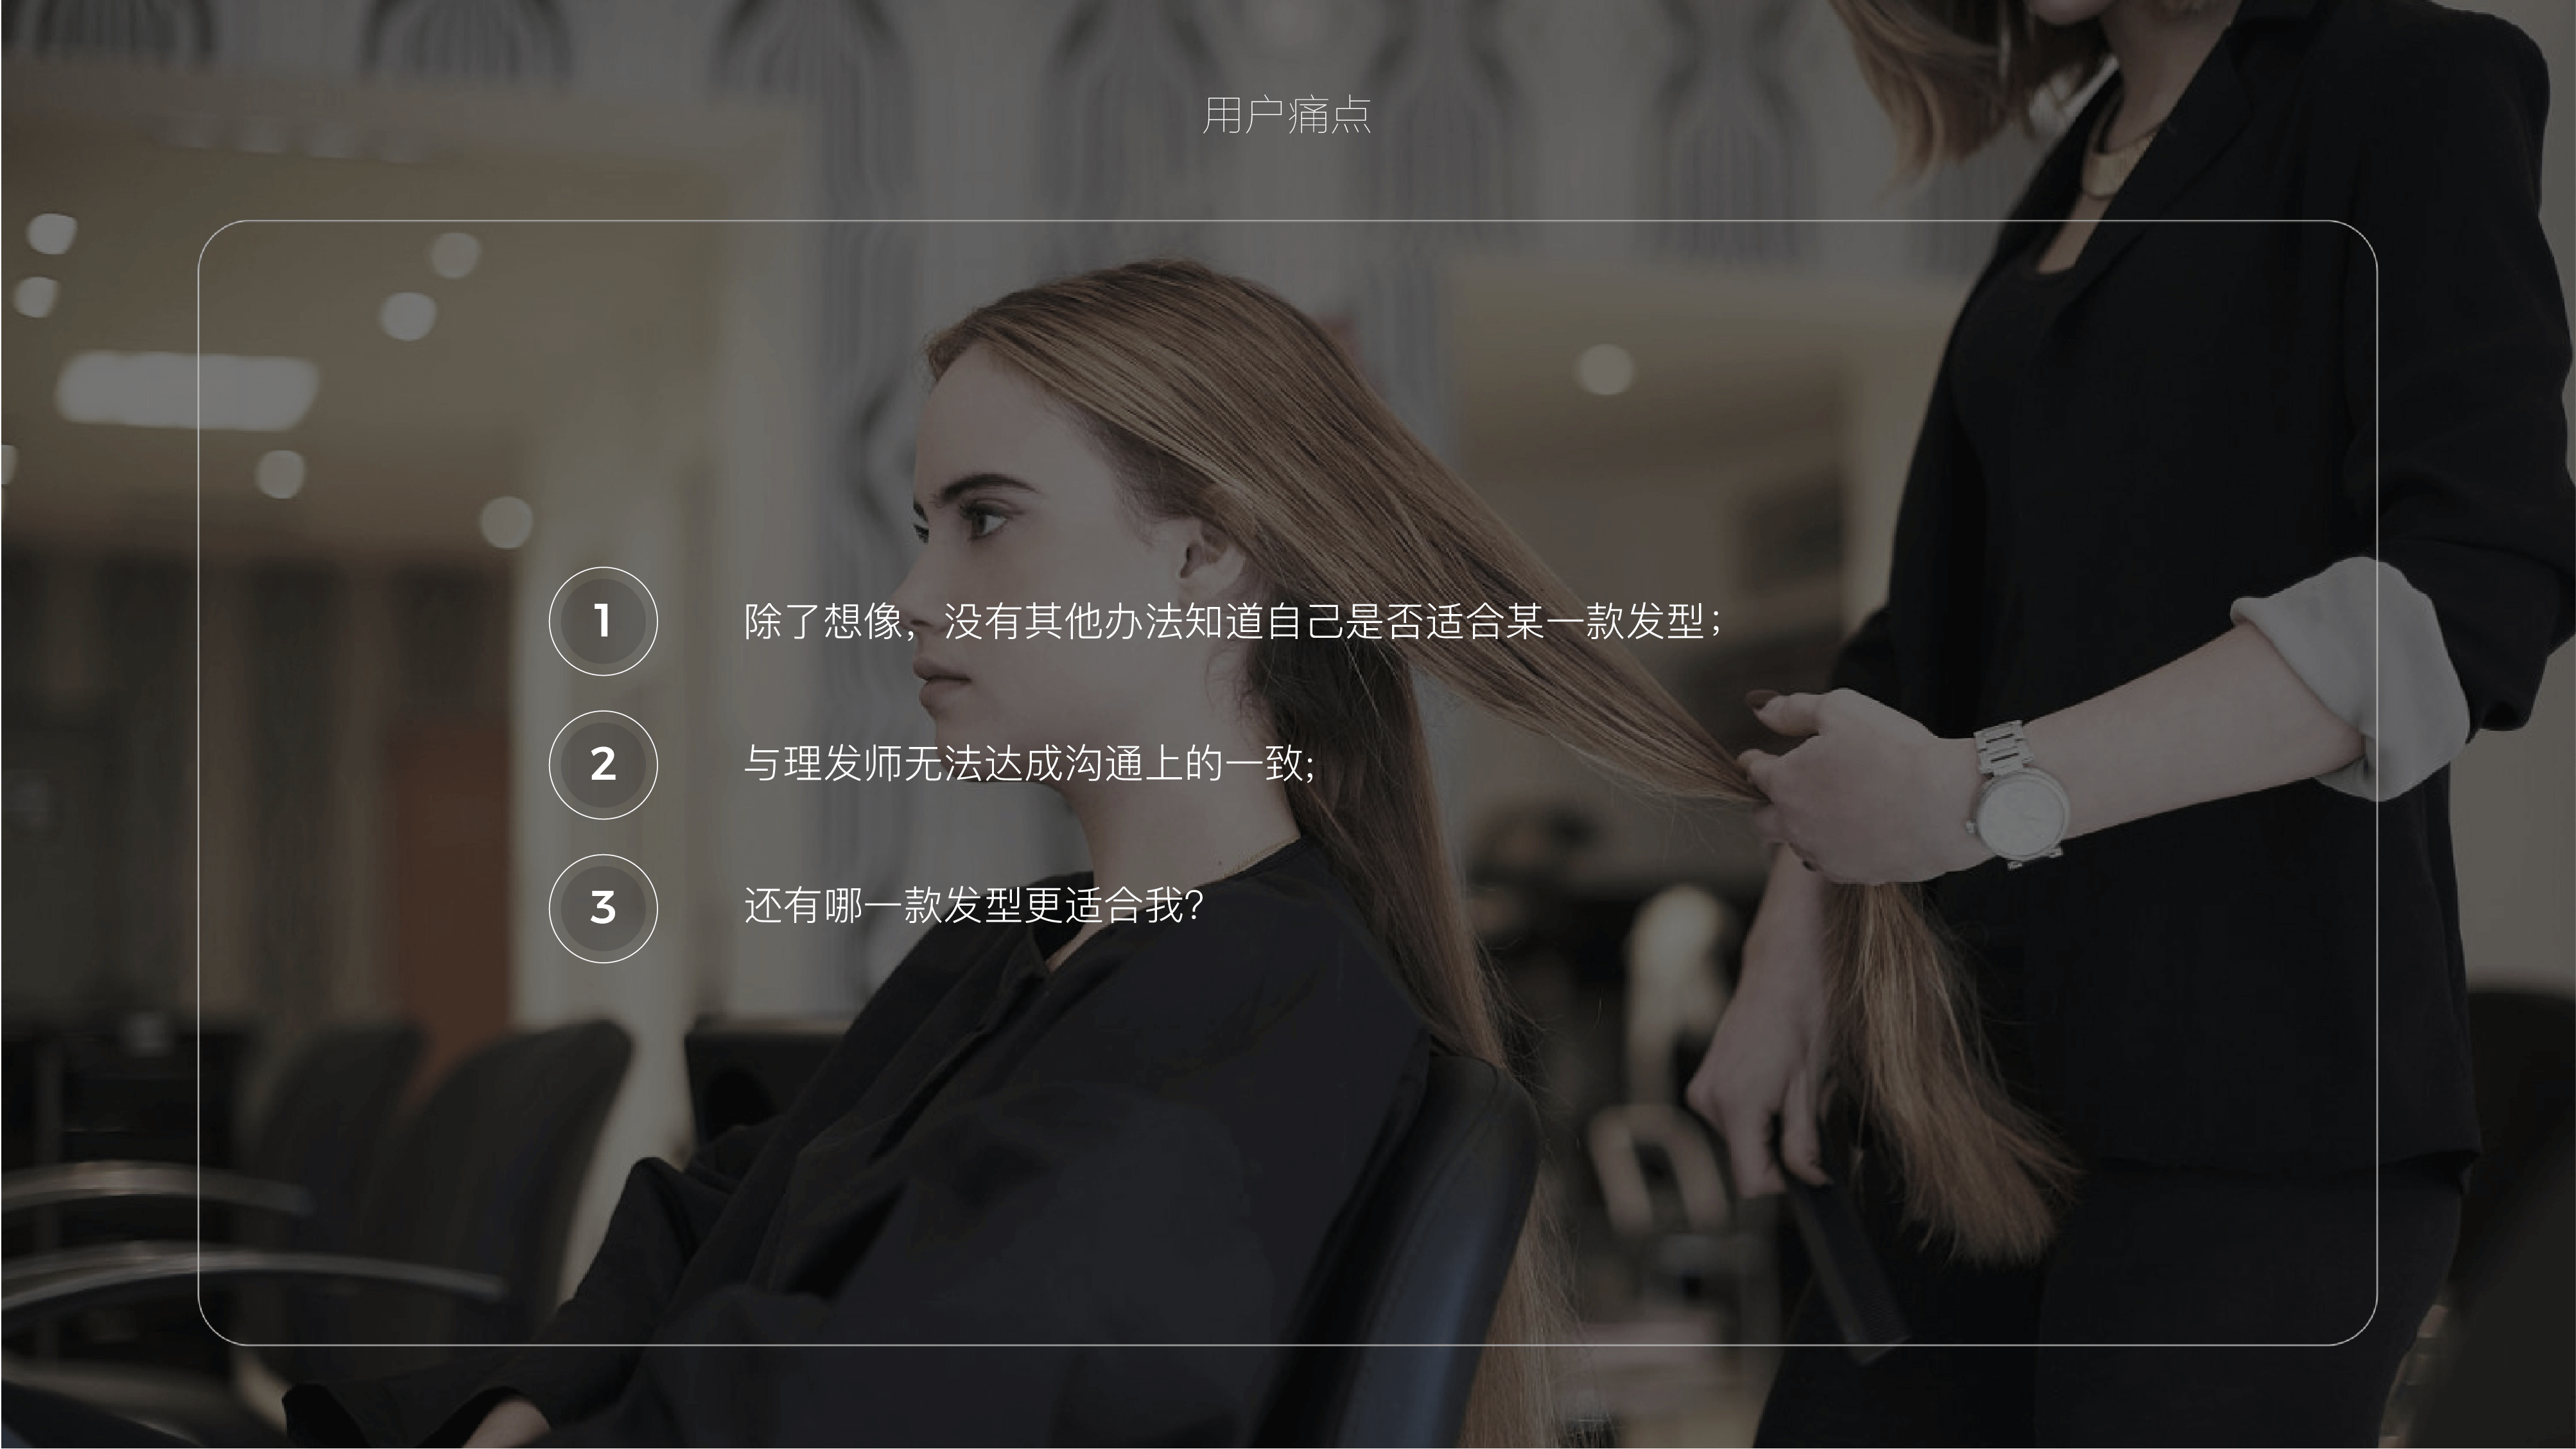 用户痛点
1 除了想像，没有其他办法知道自己是否适合某一款发型；
2 与理发师无法达成沟通上的一致；
3 还有哪一款发型更适合我？